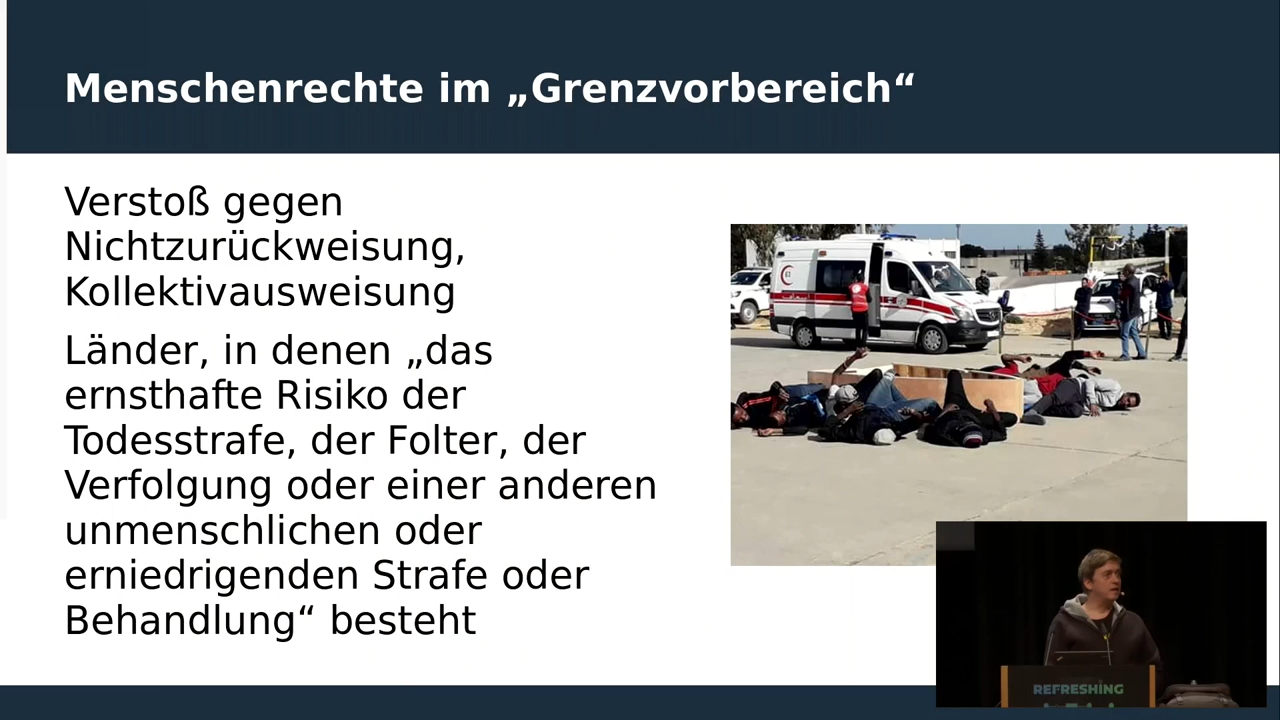 Menschenrechte im „Grenzvorbereich“
Verstoß gegen
Nichtzurückweisung,
Kollektivausweisung
Länder, in denen „das
ernsthafte Risiko der
Todesstrafe, der Folter, der
Verfolgung oder einer anderen
unmenschlichen oder
erniedrigenden Strafe oder
Behandlung“ besteht
REFRESHING